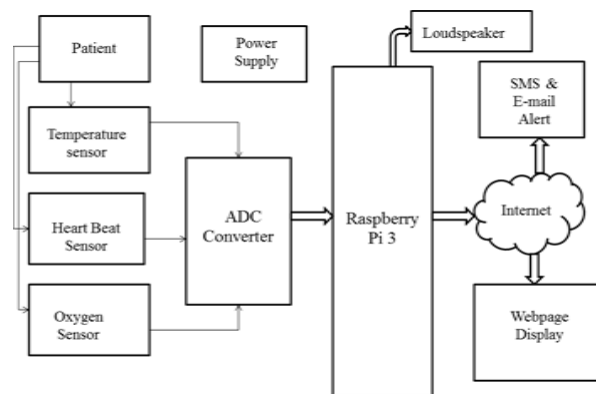 Patient
Power
Supply
Loudspeaker
SMS &
E-mail
Alert
Temperature
sensor
Heart Beat
Sensor
Oxygen
Sensor
ADC
Converter
Raspberry
Pi 3
Internet
Webpage
Display